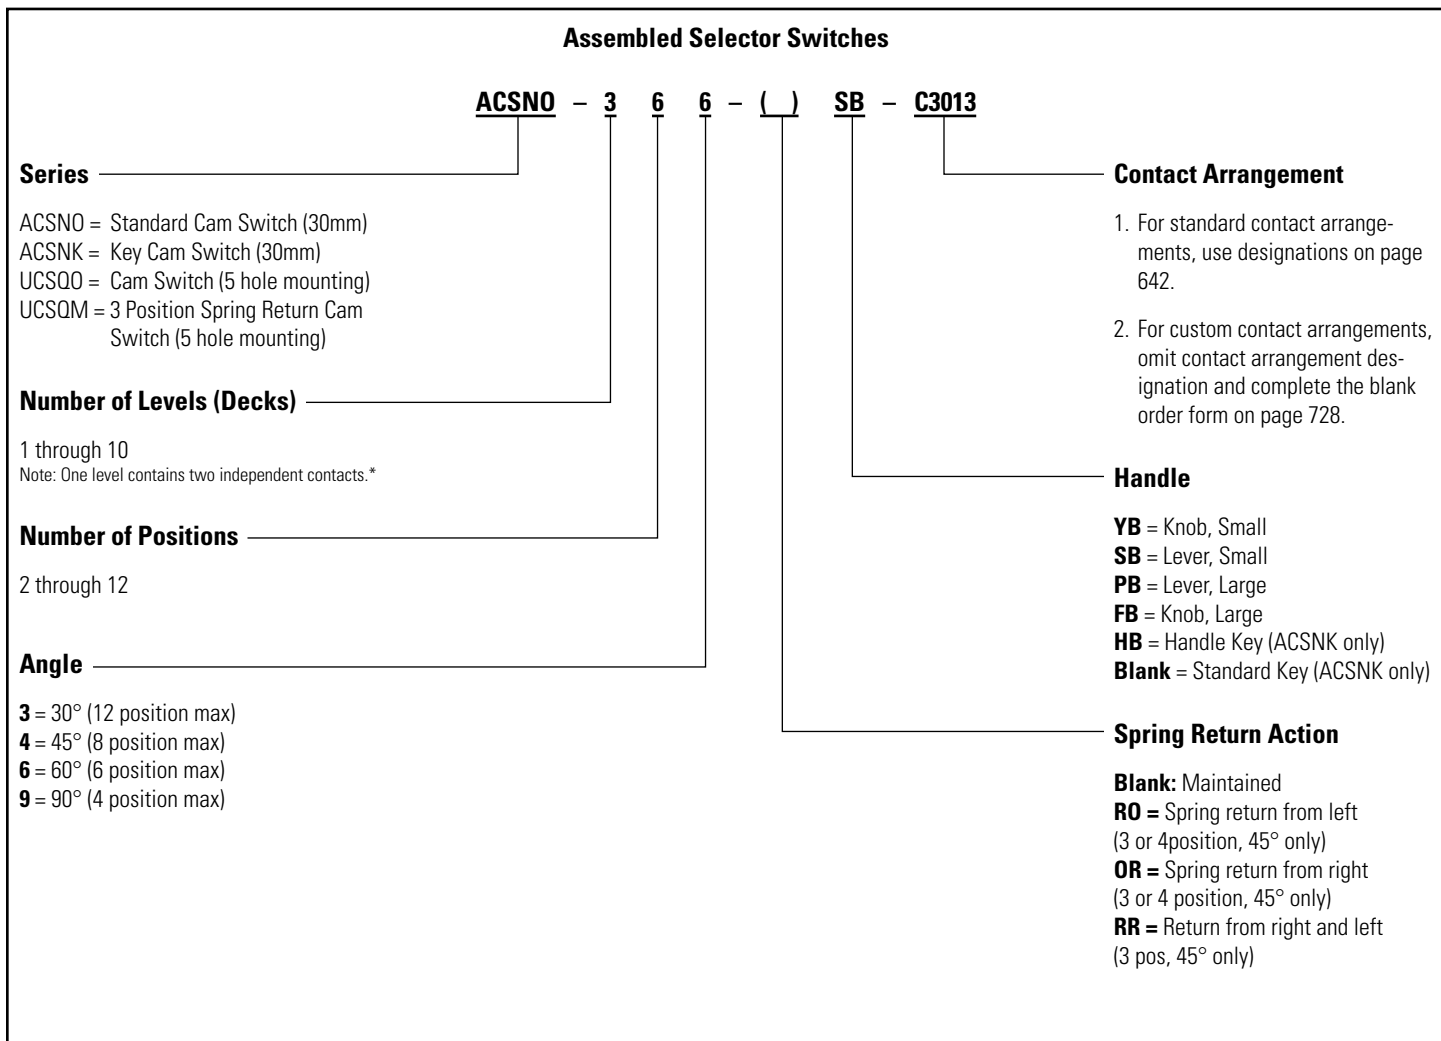 Assembled Selector Switches
ACSNO – 3 6 6 – ( ) SB – C3013
Series
ACSNO = Standard Cam Switch (30mm)
ACSNK = Key Cam Switch (30mm)
UCSQO = Cam Switch (5 hole mounting)
UCSQM = 3 Position Spring Return Cam
Switch (5 hole mounting)
Number of Levels (Decks)
1 through 10
Note: One level contains two independent contacts.*
Number of Positions
2 through 12
Angle
3 = 30° (12 position max)
4 = 45° (8 position max)
6 = 60° (6 position max)
9 = 90° (4 position max)
Contact Arrangement
1. For standard contact arrange-
ments, use designations on page
642.
2. For custom contact arrangements,
omit contact arrangement des-
ignation and complete the blank
order form on page 728.
Handle
YB = Knob, Small
SB = Lever, Small
PB = Lever, Large
FB = Knob, Large
HB = Handle Key (ACSNK only)
Blank = Standard Key (ACSNK only)
Spring Return Action
Blank: Maintained
RO = Spring return from left
(3 or 4position, 45° only)
OR = Spring return from right
(3 or 4 position, 45° only)
RR = Return from right and left
(3 pos, 45° only)